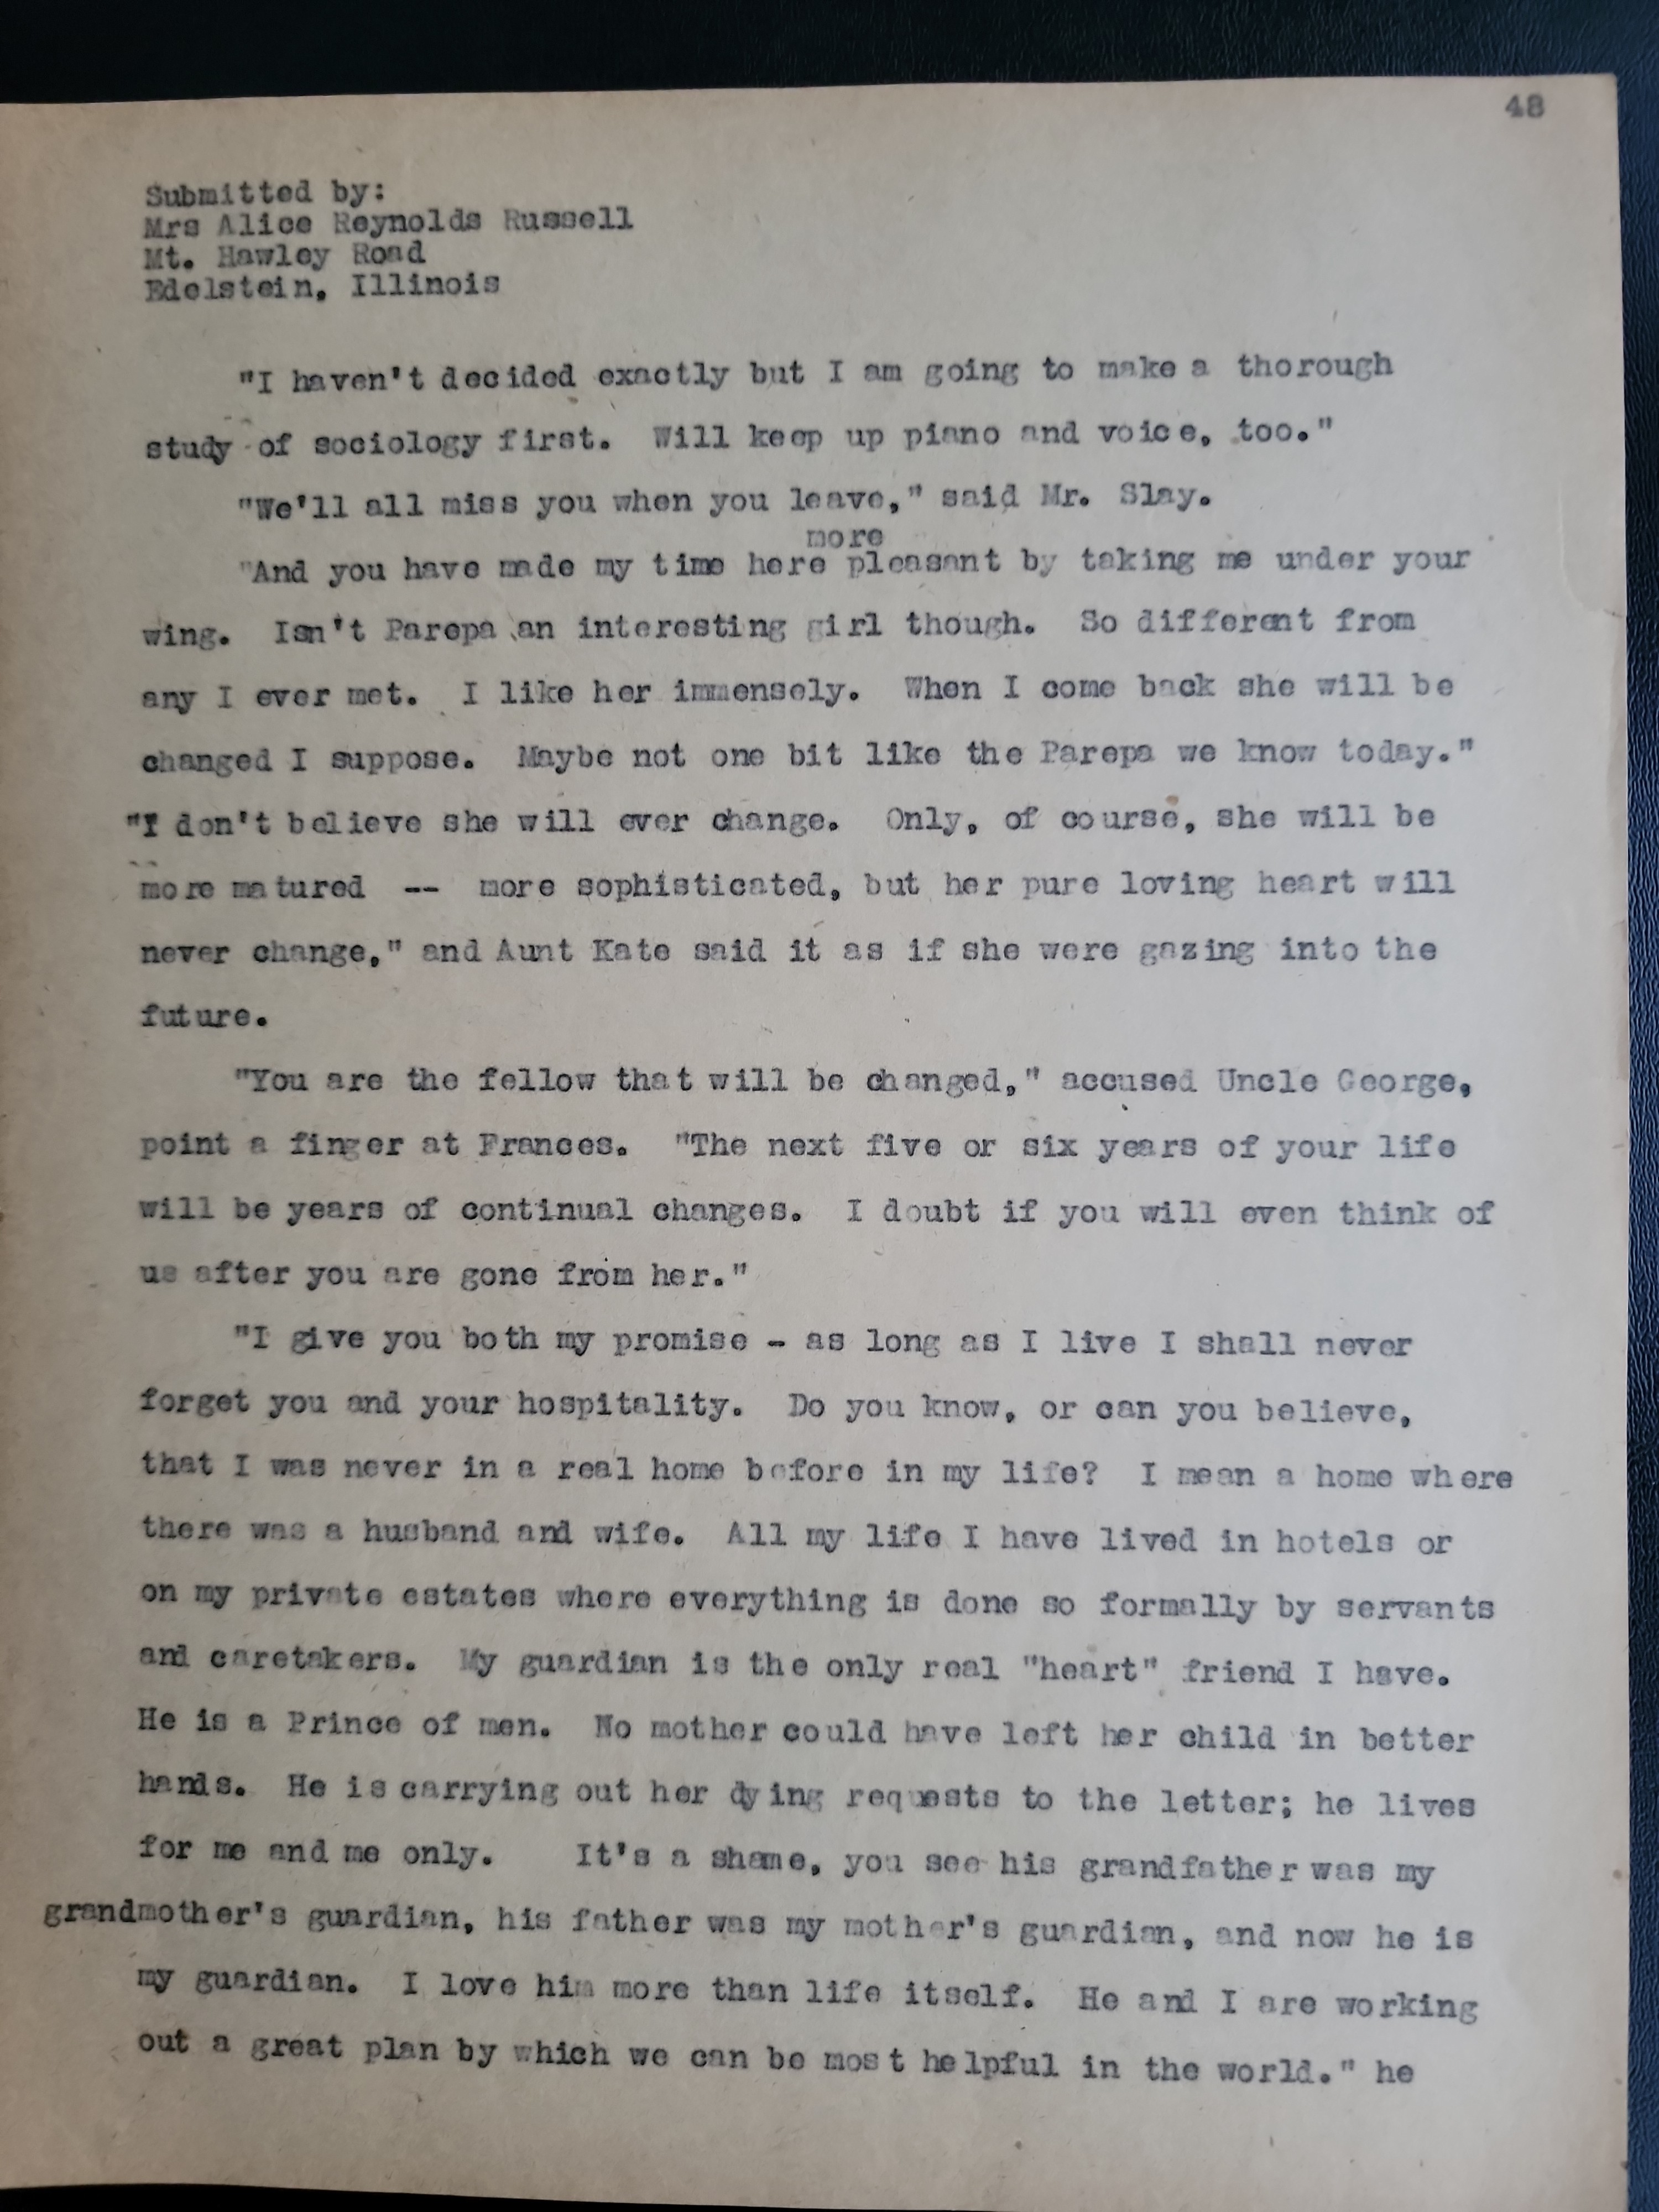 48
Submitted by:
Mrs Alice Reynolds Russell
Mt. Hawley Road
Edelstein, Illinois
"I haven't decided exactly but I am going to make a thorough
study of sociology first. Will keep up piano and voice, too."
"We'll all miss you when you leave," said Mr. Slay.
more
"And you have made my time here pleasant by taking me under your
wing. Isn't Parepa an interesting girl though. So different from
any I ever met. I like her immensely. When I come back she will be
changed I suppose. Maybe not one bit like the Parepa we know today."
"I don't believe she will ever change. Only, of course, she will be
more matured -- more sophisticated, but her pure loving heart will
never change," and Aunt Kate said it as if she were gazing into the
future.
"You are the fellow that will be changed," accused Uncle George,
point a finger at Frances. "The next five or six years of your life
will be years of continual changes. I doubt if you will even think of
us after you are gone from her."
"I give you both my promise - as long as I live I shall never
forget you and your hospitality. Do you know, or can you believe,
that I was never in a real home before in my life? I mean a home where
there was a husband and wife. All my life I have lived in hotels or
on my private estates where everything is done so formally by servants
and caretakers. My guardian is the only real "heart" friend I have.
He is a Prince of men. No mother could have left her child in better
hands. He is carrying out her dying requests to the letter; he lives
for me and me only. It's a shame, you see his grandfather was my
grandmother's guardian, his father was my mother's guardian, and now he is
my guardian. I love him more than life itself. He and I are working
out a great plan by which we can be most helpful in the world." he